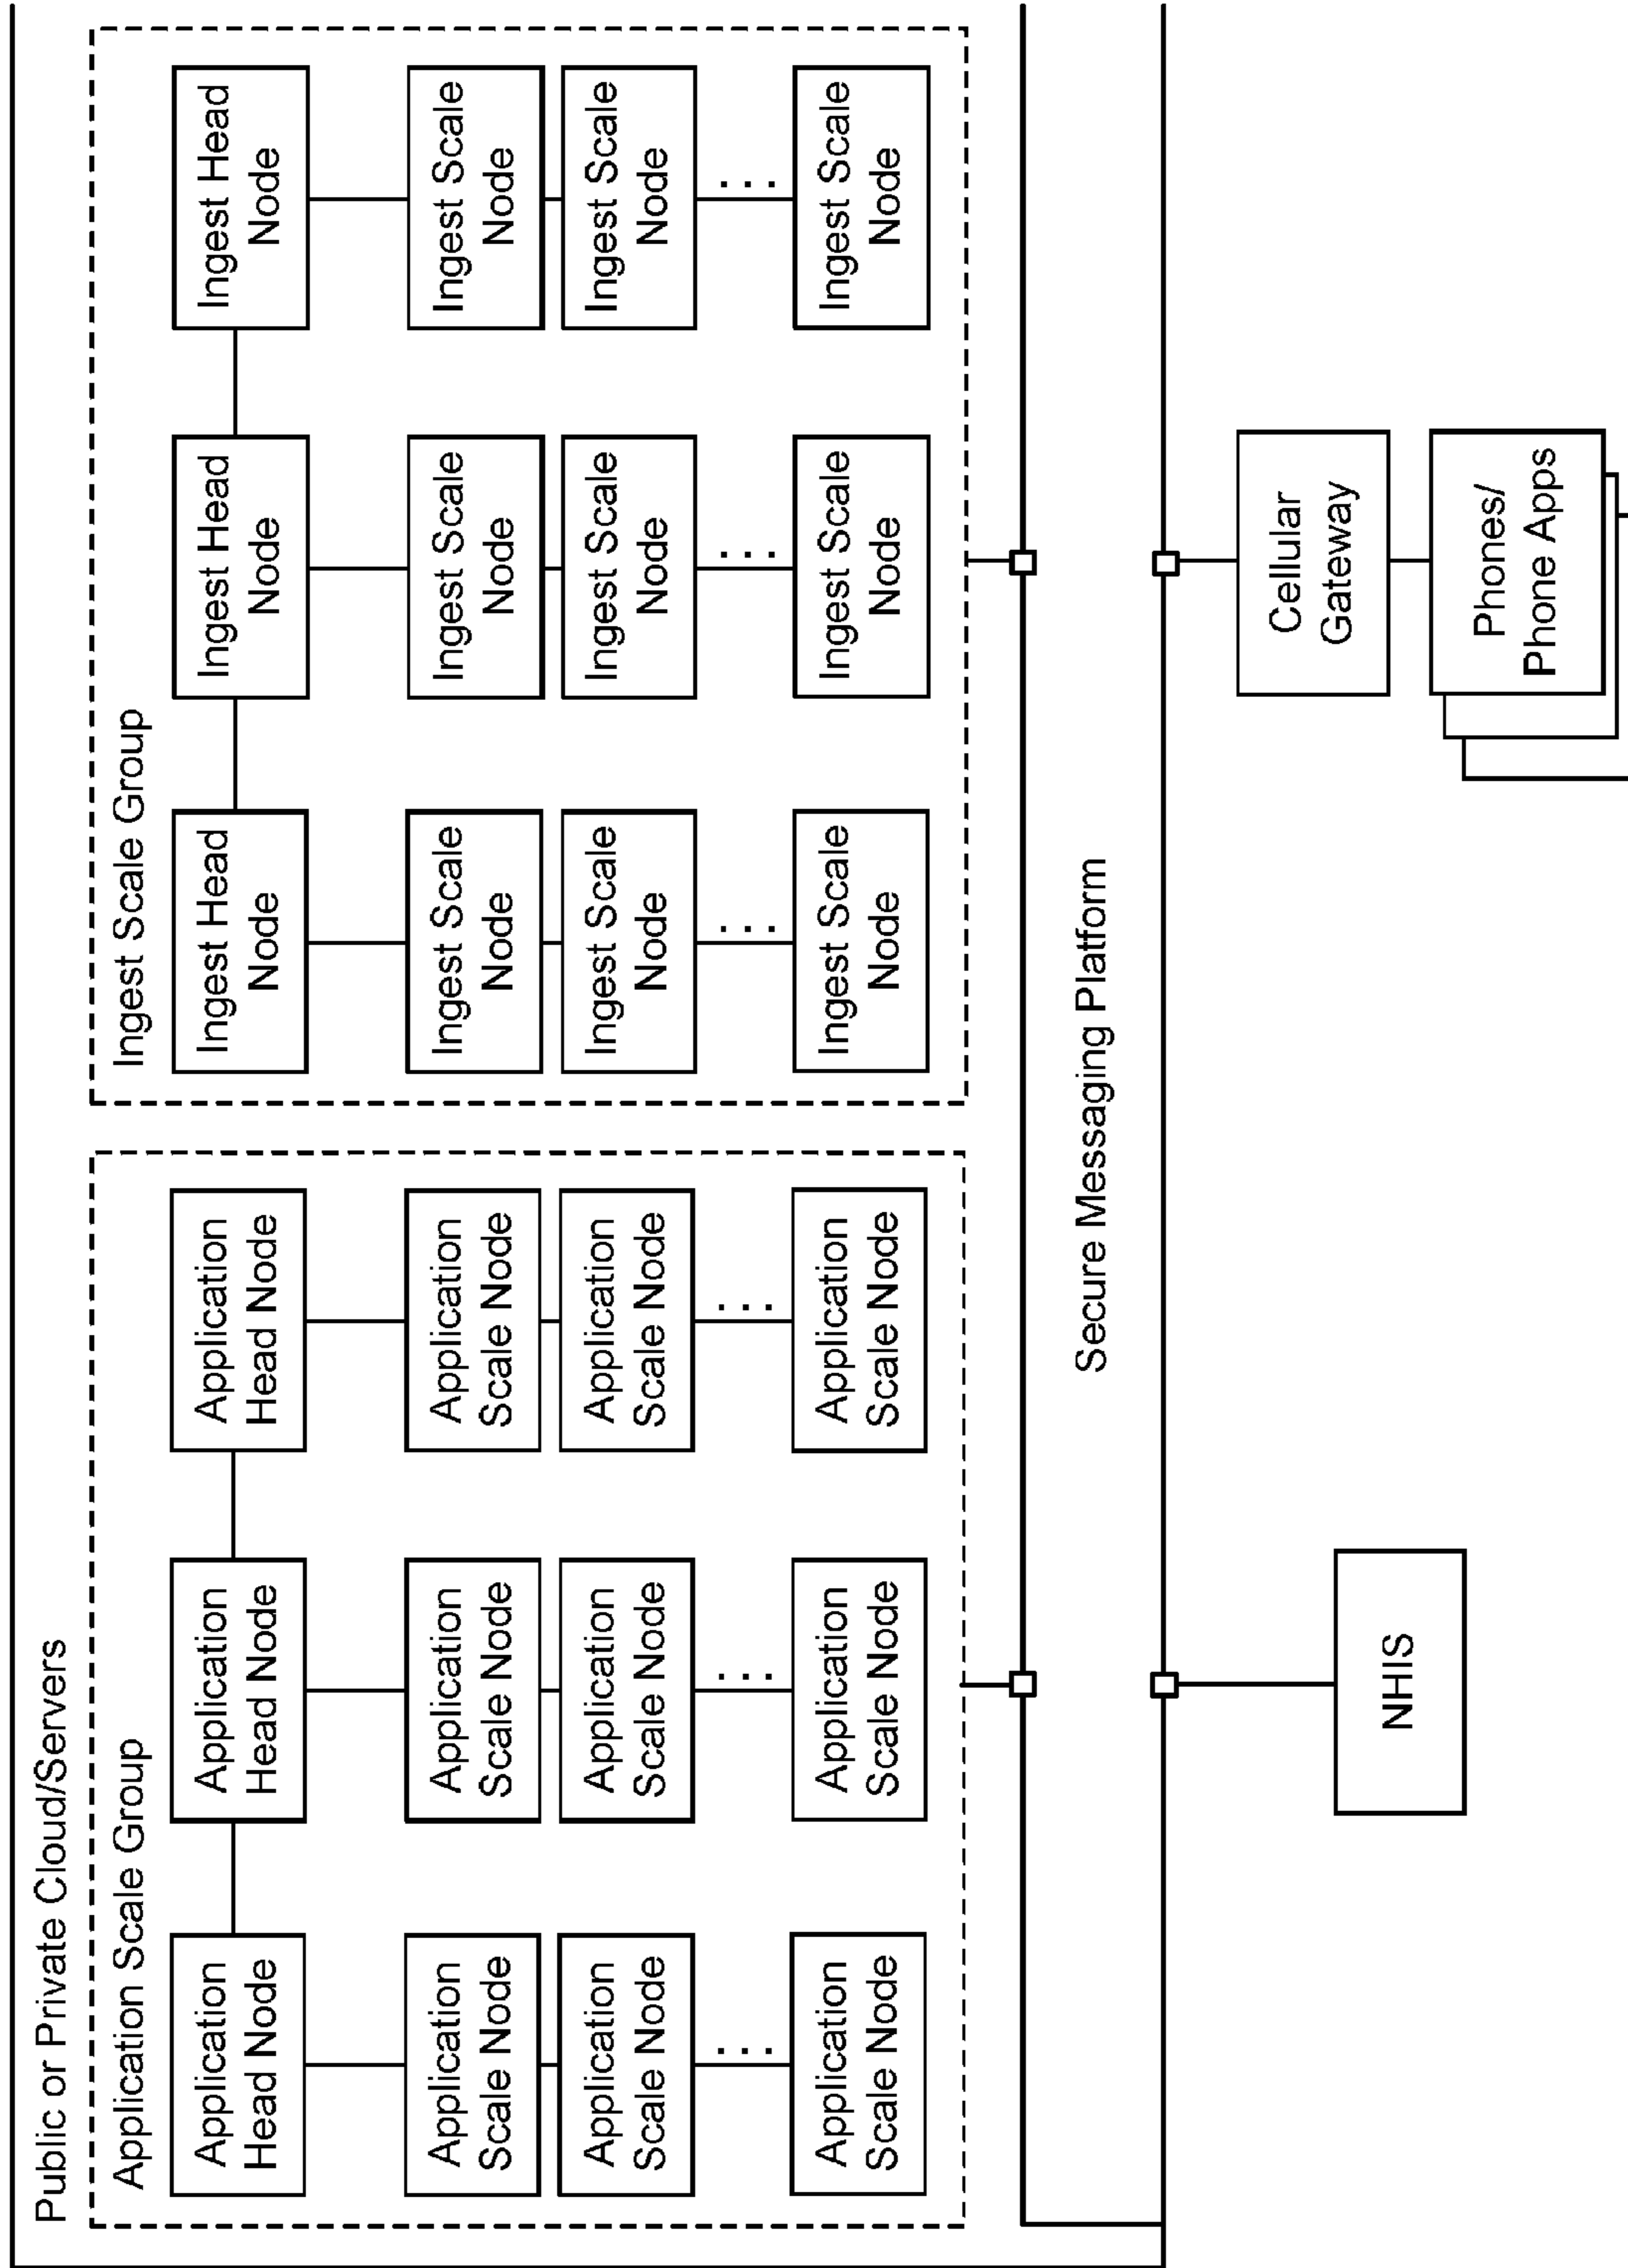 Public or Private Cloud/Servers
Application Scale Group
Application
Head Node
Application
Head Node
Application
Head Node
Application
Scale Node
Application
Scale Node
Application
Scale Node
Application
Scale Node
Application
Scale Node
Application
Scale Node
...
...
...
Application
Scale Node
Application
Scale Node
Application
Scale Node
Ingest Scale Group
Ingest Head
Node
Ingest Head
Node
Ingest Head
Node
Ingest Scale
Node
Ingest Scale
Node
Ingest Scale
Node
Ingest Scale
Node
Ingest Scale
Node
Ingest Scale
Node
...
...
...
Ingest Scale
Node
Ingest Scale
Node
Ingest Scale
Node
Secure Messaging Platform
NHIS
Cellular
Gateway
Phones/
Phone Apps